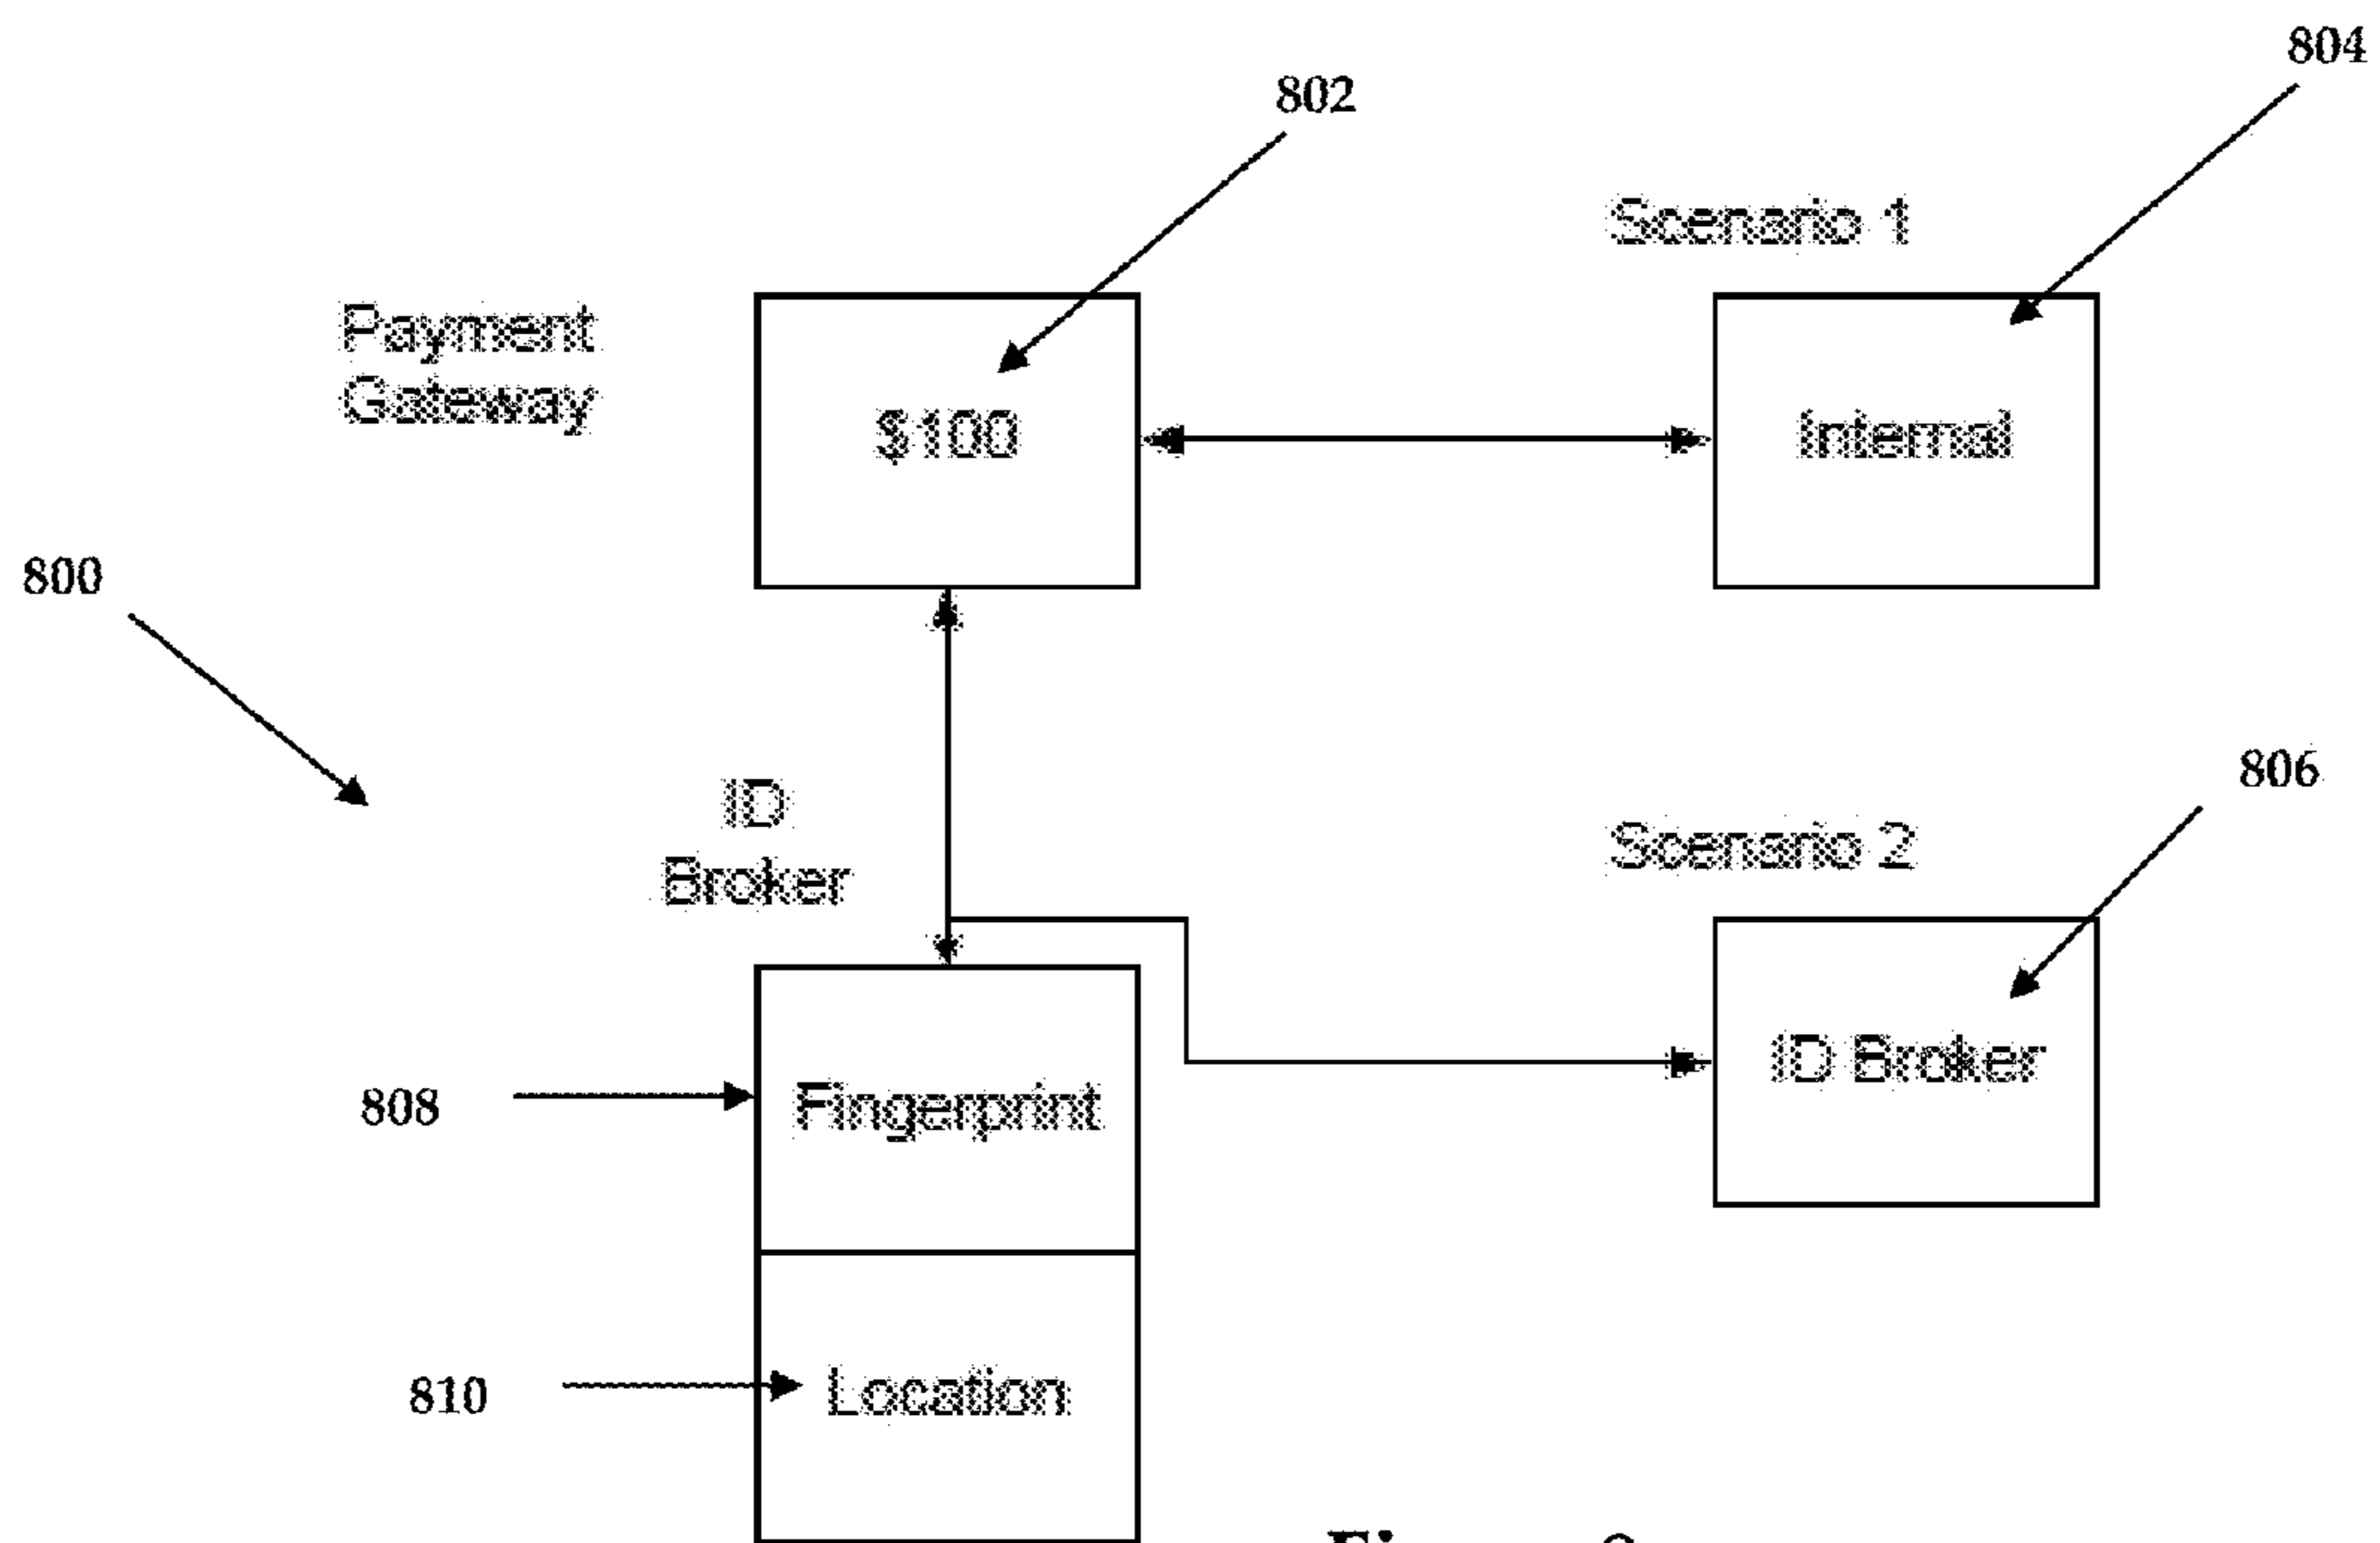 804
802
Scenario 1
Payment
Gateway
$100
Internal
800
806
ID
Broker
Scenario 2
ID Broker
808
Fingerprint
810
Location